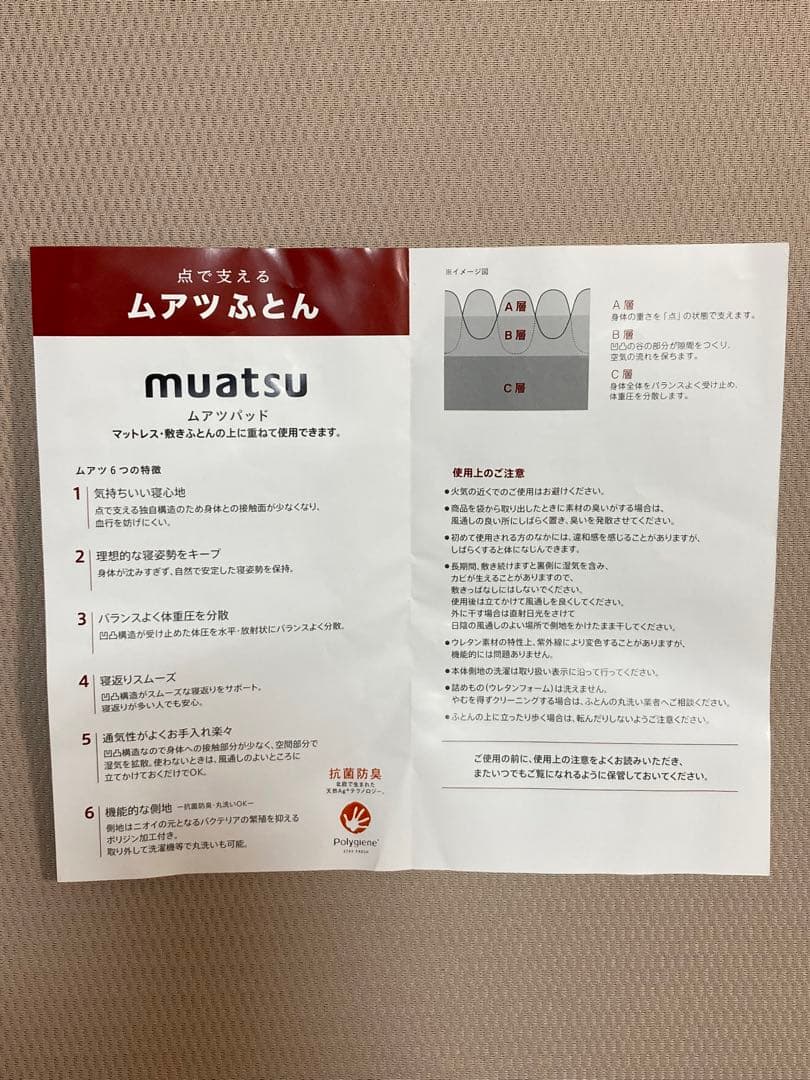 点で支える
ムアツふとん
muatsu
ムアツパッド
マットレス・敷きふとんの上に重ねて使用できます。
ムアツ6つの特徴
1 気持ちいい寝心地
点で支える独自構造のため身体との接触面が少なくなり、
血行を妨げにくい。
2 理想的な寝姿勢をキープ
身体が沈みすぎず、自然で安定した寝姿勢を保持。
3 バランスよく体重圧を分散
凹凸構造が受け止めた体圧を水平・放射状にバランスよく分散。
4 寝返りスムーズ
凹凸構造がスムーズな寝返りをサポート。
寝返りが多い人でも安心。
5 通気性がよくお手入れ楽々
凹凸構造なので身体への接触部分が少なく、空間部分で
湿気を拡散。使わないときは、風通しのよいところに
立てかけておくだけでOK。
6 機能的な側地 ー抗菌防臭・丸洗いOKー
側地はニオイの元となるバクテリアの繁殖を抑える
ポリジン加工付き。
取り外して洗濯機等で丸洗いも可能。
抗菌防臭
北欧で生まれた
天然Ag+テクノロジー。
Polygiene
STAY FRESH
※イメージ図
A層
B層
C層
A層
身体の重さを「点」の状態で支えます。
B層
凹凸の谷の部分が隙間をつくり、
空気の流れを保ちます。
C層
身体全体をバランスよく受け止め、
体重圧を分散します。
使用上のご注意
●火気の近くでのご使用はお避けください。
●商品を袋から取り出したときに素材の臭いがする場合は、
風通しの良い所にしばらく置き、臭いを発散させてください。
●初めて使用される方のなかには、違和感を感じることがありますが、
しばらくすると体になじんできます。
●長期間、敷き続けますと裏側に湿気を含み、
カビが生えることがありますので、
敷きっぱなしにはしないでください。
使用後は立てかけて風通しを良くしてください。
外に干す場合は直射日光をさけて
日陰の風通しのよい場所で側地をかけたまま干してください。
●ウレタン素材の特性上、紫外線により変色することがありますが、
機能的には問題ありません。
●本体側地の洗濯は取り扱い表示に沿って行ってください。
●詰めもの(ウレタンフォーム)は洗えません。
やむを得ずクリーニングする場合は、ふとんの丸洗い業者へご相談ください。
●ふとんの上に立ったり歩く場合は、転んだりしないようご注意ください。
ご使用の前に、使用上の注意をよくお読みいただき、
またいつでもご覧になれるように保管しておいてください。